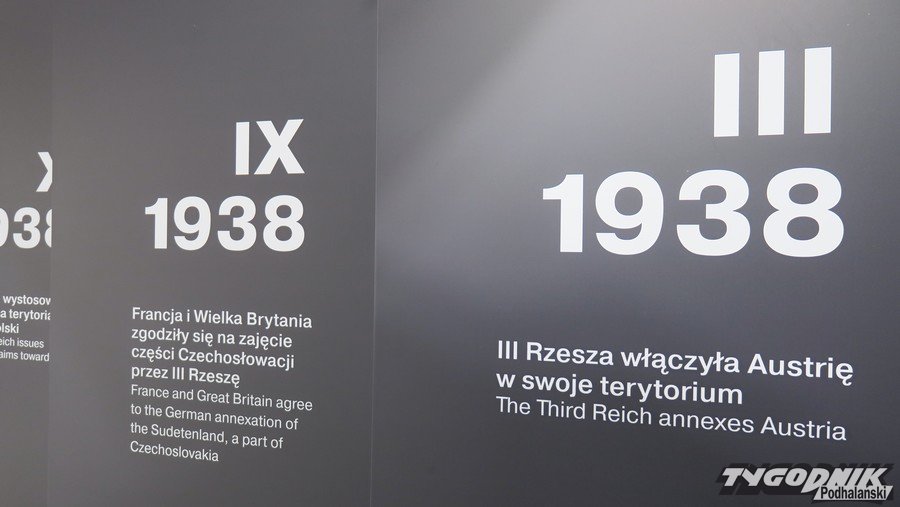 X
938
wystosow
a terytoria
olski
eich issues
aims toward
IX
1938
Francja i Wielka Brytania
zgodziły się na zajęcie
części Czechosłowacji
przez III Rzeszę
France and Great Britain agree
to the German annexation of
the Sudetenland, a part of
Czechoslovakia
III
1938
III Rzesza włączyła Austrię
w swoje terytorium
The Third Reich annexes Austria
TYGODNIK
Podhalański